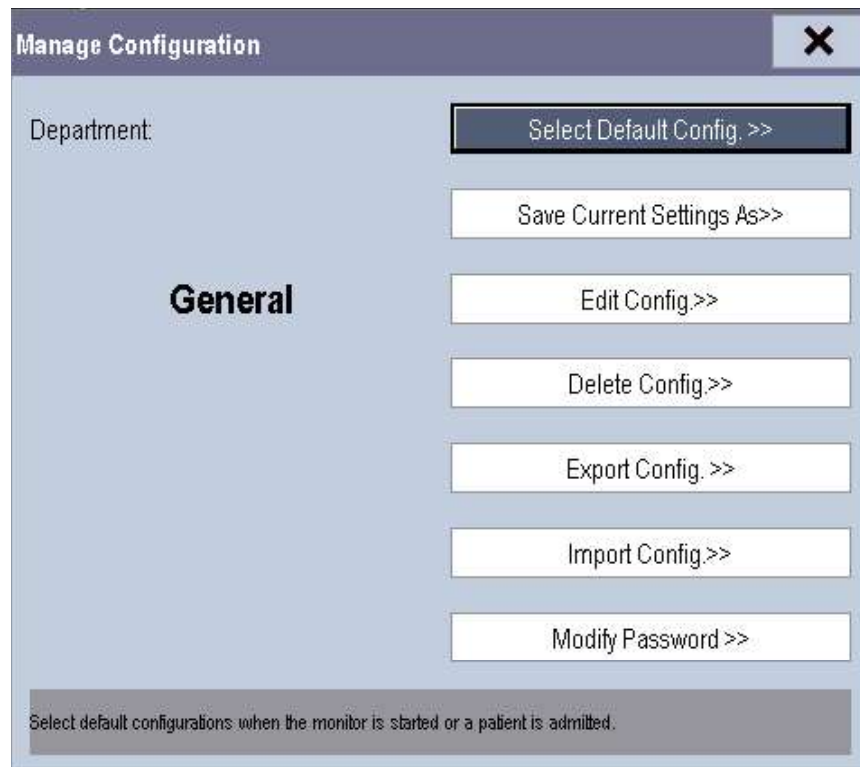 Manage Configuration
Department:
Select Default Config. >>
Save Current Settings As>>
General
Edit Config.>>
Delete Config.>>
Export Config. >>
Import Config.>>
Modify Password >>
Select default configurations when the monitor is started or a patient is admitted.